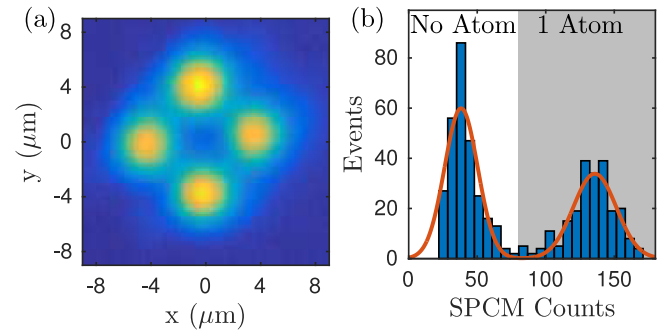 (a)
8
4
0
-4
-8
y (μm)
-8 -4 0 4 8
x (μm)
(b)
No Atom 1 Atom
80
60
40
20
0
Events
0 50 100 150
SPCM Counts